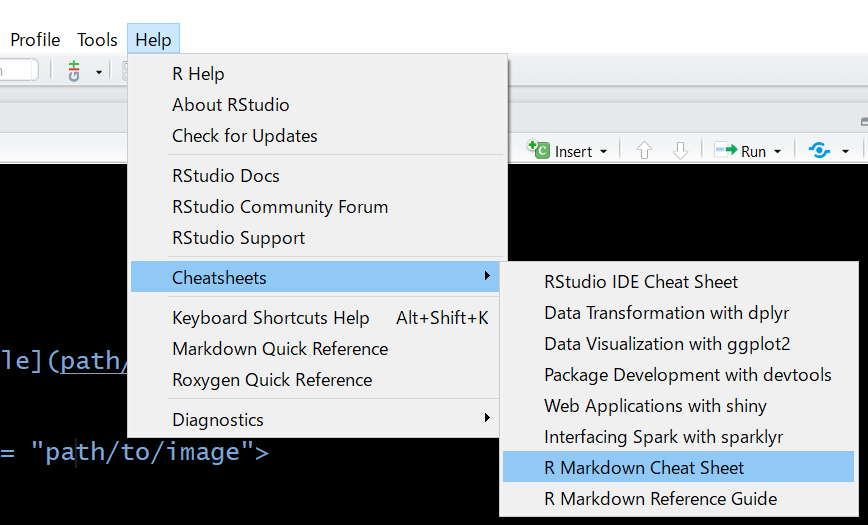 Profile Tools Help
R Help
About RStudio
Check for Updates
Insert Run
RStudio Docs
RStudio Community Forum
RStudio Support
Cheatsheets
RStudio IDE Cheat Sheet
Data Transformation with dplyr
Keyboard Shortcuts Help Alt+Shift+K
Data Visualization with ggplot2
Markdown Quick Reference
le](path/
Package Development with devtools
Roxygen Quick Reference
Web Applications with shiny
Diagnostics
Interfacing Spark with sparklyr
= "path/to/image">
R Markdown Cheat Sheet
R Markdown Reference Guide